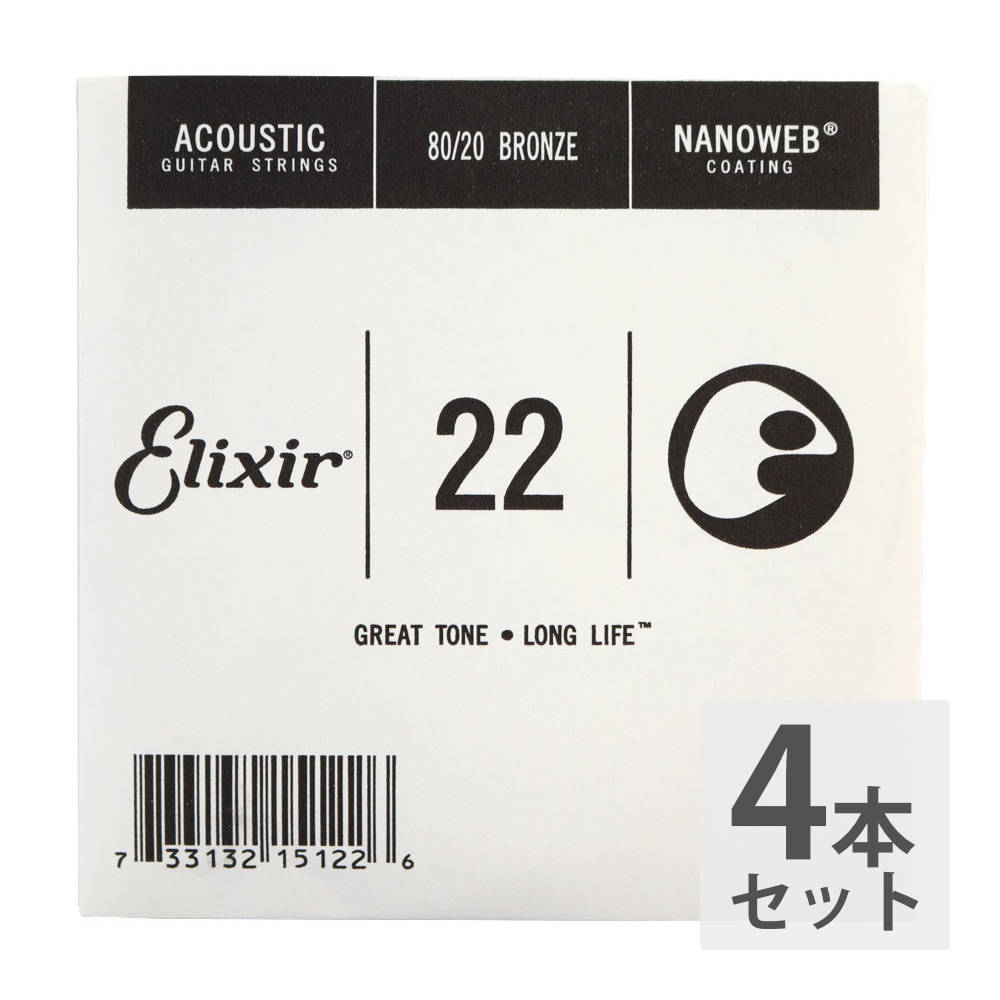 ACOUSTIC
GUITAR STRINGS
80/20 BRONZE
NANOWEB®
COATING
Elixir®
22
GREAT TONE • LONG LIFE™
7 33132 15122 6
4本
セット